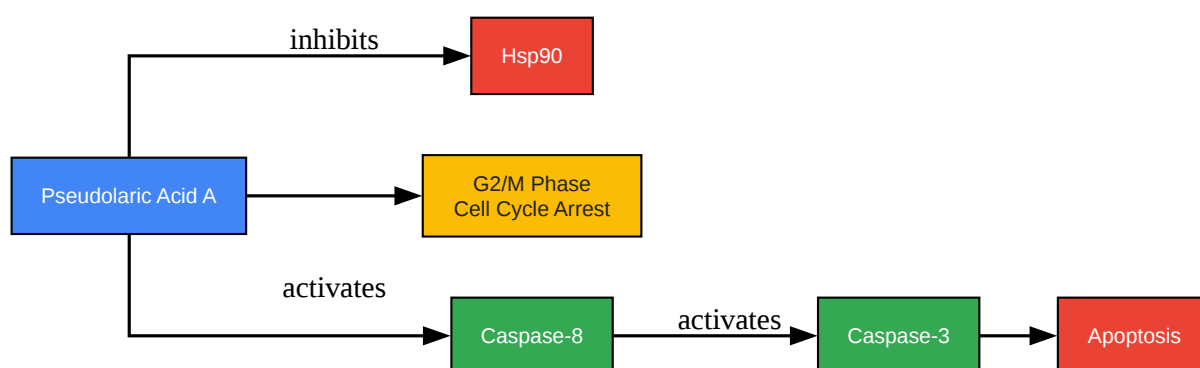 inhibits
Hsp90
Pseudolaric Acid A
G2/M Phase
Cell Cycle Arrest
activates
Caspase-8
activates
Caspase-3
Apoptosis